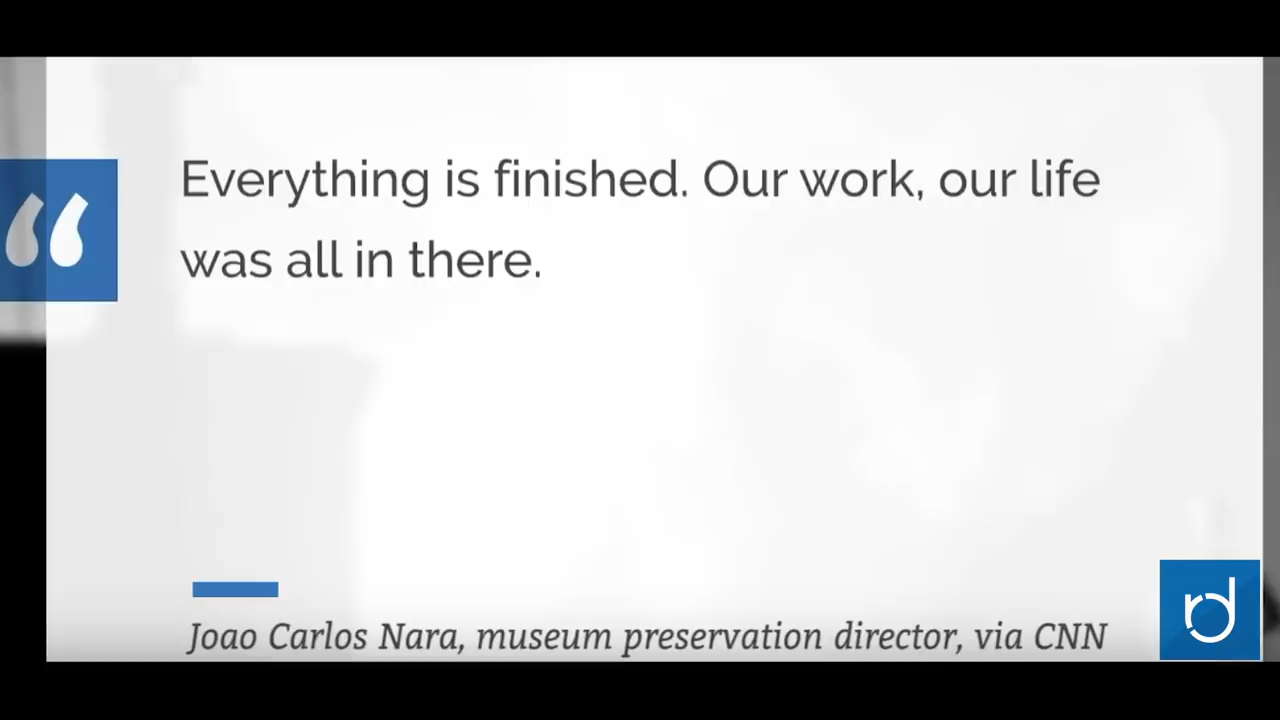 “
Everything is finished. Our work, our life
was all in there.
Joao Carlos Nara, museum preservation director, via CNN
rd